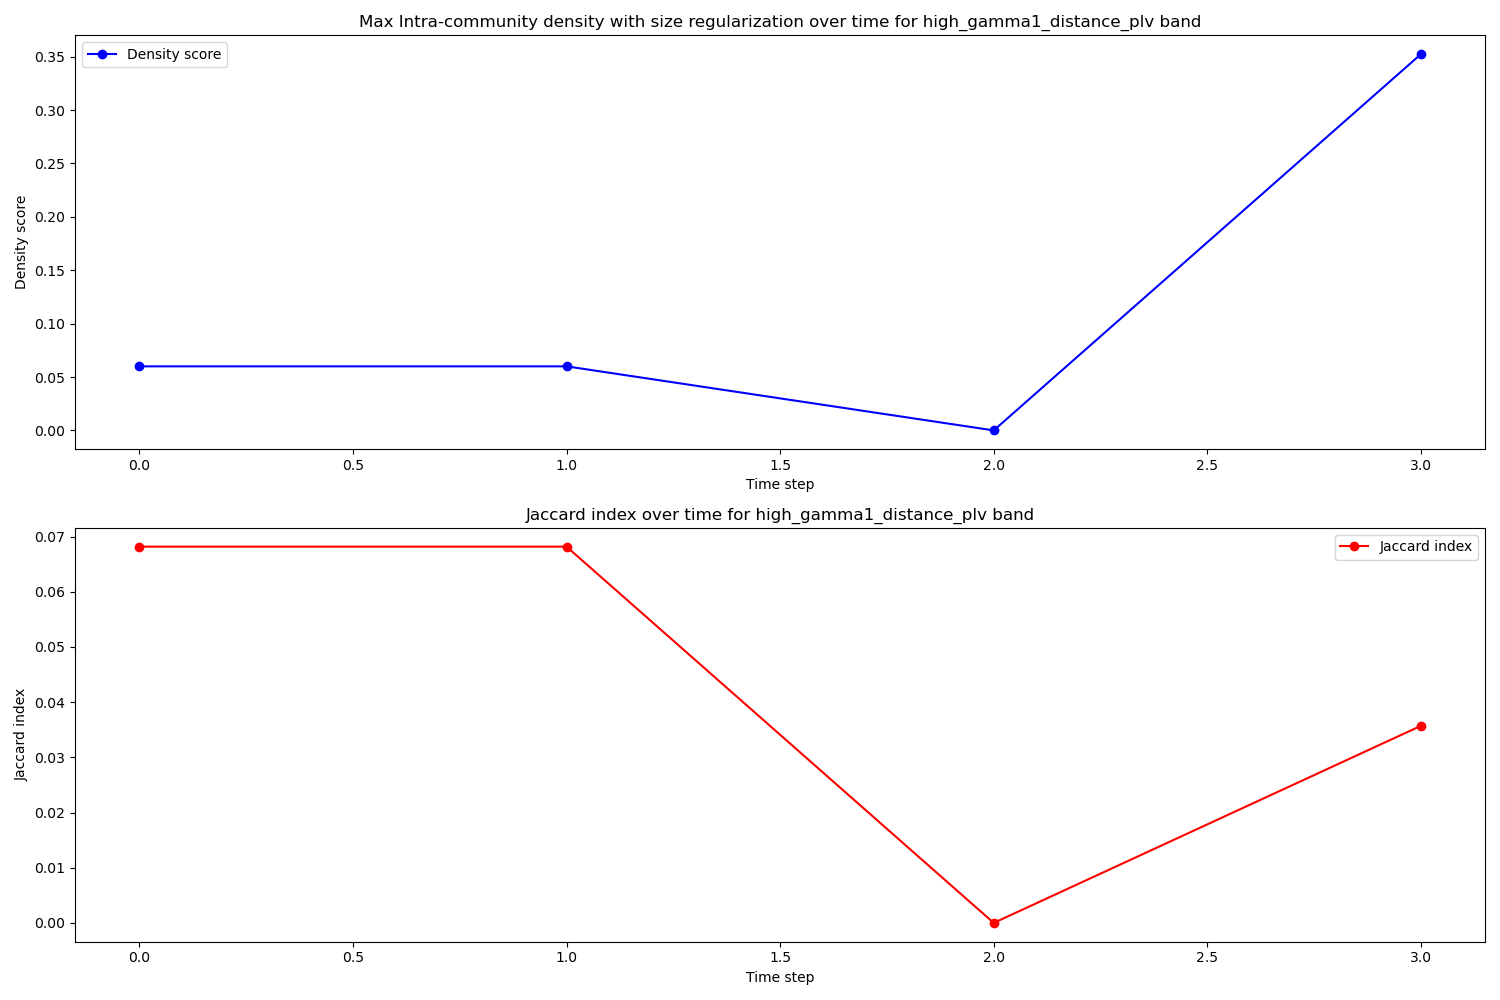 Max Intra-community density with size regularization over time for high_gamma1_distance_plv band
Density score
0.35
0.30
0.25
0.20
0.15
0.10
0.05
0.00
Density score
0.0 0.5 1.0 1.5 2.0 2.5 3.0
Time step
Jaccard index over time for high_gamma1_distance_plv band
Jaccard index
0.07
0.06
0.05
0.04
0.03
0.02
0.01
0.00
Jaccard index
0.0 0.5 1.0 1.5 2.0 2.5 3.0
Time step